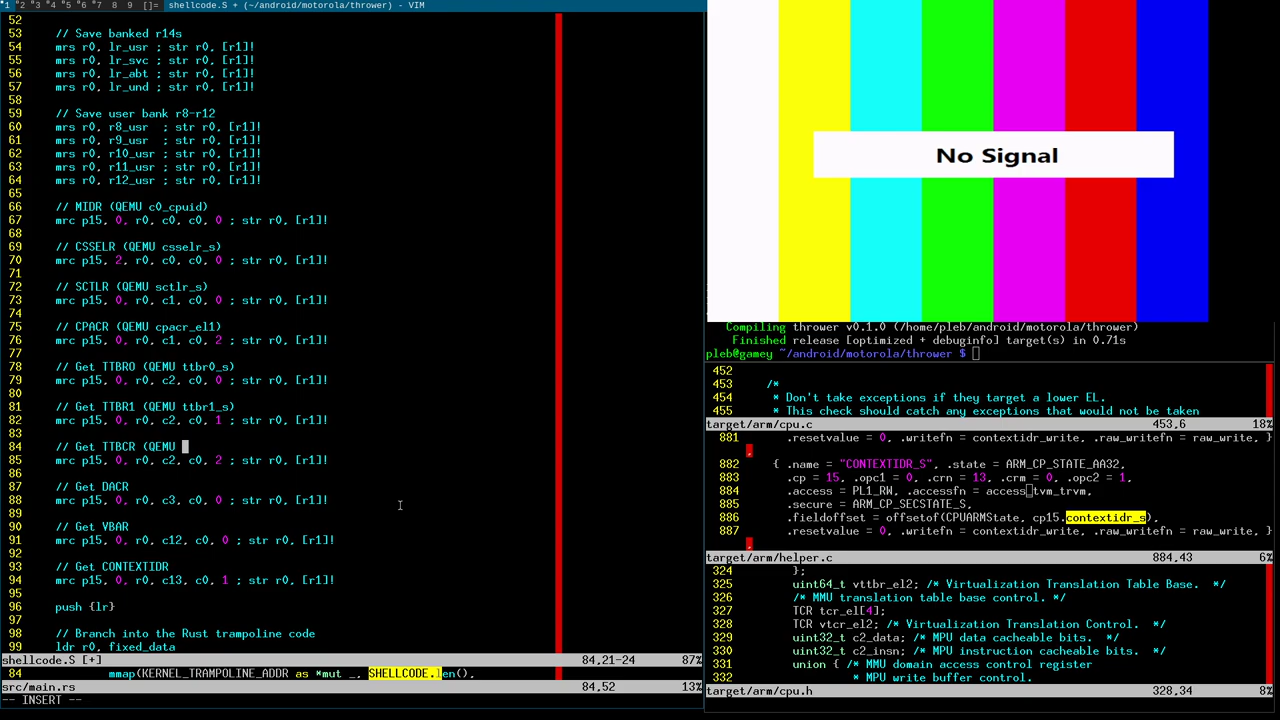 1 2 3 4 5 6 7 8 9 []= shellcode.S + (~/android/motorola/thrower) - VIM
52
53 // Save banked r14s
54 mrs r0, lr_usr ; str r0, [r1]!
55 mrs r0, lr_svc ; str r0, [r1]!
56 mrs r0, lr_abt ; str r0, [r1]!
57 mrs r0, lr_und ; str r0, [r1]!
58
59 // Save user bank r8-r12
60 mrs r0, r8_usr  ; str r0, [r1]!
61 mrs r0, r9_usr  ; str r0, [r1]!
62 mrs r0, r10_usr ; str r0, [r1]!
63 mrs r0, r11_usr ; str r0, [r1]!
64 mrs r0, r12_usr ; str r0, [r1]!
65
66 // MIDR (QEMU c0_cpuid)
67 mrc p15, 0, r0, c0, c0, 0 ; str r0, [r1]!
68
69 // CSSELR (QEMU csselr_s)
70 mrc p15, 2, r0, c0, c0, 0 ; str r0, [r1]!
71
72 // SCTLR (QEMU sctlr_s)
73 mrc p15, 0, r0, c1, c0, 0 ; str r0, [r1]!
74
75 // CPACR (QEMU cpacr_el1)
76 mrc p15, 0, r0, c1, c0, 2 ; str r0, [r1]!
77
78 // Get TTBR0 (QEMU ttbr0_s)
79 mrc p15, 0, r0, c2, c0, 0 ; str r0, [r1]!
80
81 // Get TTBR1 (QEMU ttbr1_s)
82 mrc p15, 0, r0, c2, c0, 1 ; str r0, [r1]!
83
84 // Get TTBCR (QEMU
85 mrc p15, 0, r0, c2, c0, 2 ; str r0, [r1]!
86
87 // Get DACR
88 mrc p15, 0, r0, c3, c0, 0 ; str r0, [r1]!
89
90 // Get VBAR
91 mrc p15, 0, r0, c12, c0, 0 ; str r0, [r1]!
92
93 // Get CONTEXTIDR
94 mrc p15, 0, r0, c13, c0, 1 ; str r0, [r1]!
95
96 push {lr}
97
98 // Branch into the Rust trampoline code
99 ldr r0, fixed_data
shellcode.S [+] 84,21-24 87%
84 mmap(KERNEL_TRAMPOLINE_ADDR as *mut _, SHELLCODE.len(),
src/main.rs 84,52 13%
-- INSERT --
No Signal
Compiling thrower v0.1.0 (/home/pleb/android/motorola/thrower)
Finished release [optimized + debuginfo] target(s) in 0.71s
pleb@gamey ~/android/motorola/thrower $
452
453 /*
454 * Don't take exceptions if they target a lower EL.
455 * This check should catch any exceptions that would not be taken
target/arm/cpu.c 453,6 18%
881 .resetvalue = 0, .writefn = contextidr_write, .raw_writefn = raw_write, }
,
882 { .name = "CONTEXTIDR_S", .state = ARM_CP_STATE_AA32,
883 .cp = 15, .opc1 = 0, .crn = 13, .crm = 0, .opc2 = 1,
884 .access = PL1_RW, .accessfn = access_tvm_trvm,
885 .secure = ARM_CP_SECSTATE_S,
886 .fieldoffset = offsetof(CPUARMState, cp15.contextidr_s),
887 .resetvalue = 0, .writefn = contextidr_write, .raw_writefn = raw_write, }
,
target/arm/helper.c 884,43 6%
324 };
325 uint64_t vttbr_el2; /* Virtualization Translation Table Base. */
326 /* MMU translation table base control. */
327 TCR tcr_el[4];
328 TCR vtcr_el2; /* Virtualization Translation Control. */
329 uint32_t c2_data; /* MPU data cacheable bits. */
330 uint32_t c2_insn; /* MPU instruction cacheable bits. */
331 union { /* MMU domain access control register
332 * MPU write buffer control.
target/arm/cpu.h 328,34 8%